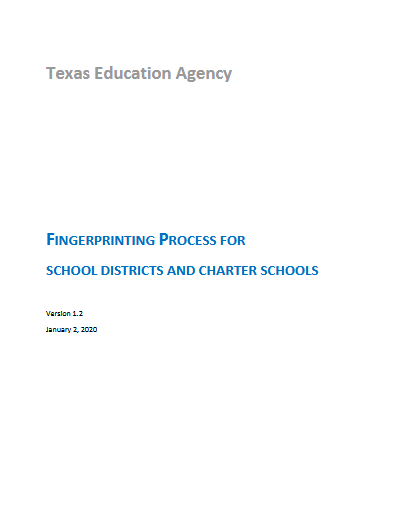 Texas Education Agency
FINGERPRINTING PROCESS FOR
SCHOOL DISTRICTS AND CHARTER SCHOOLS
Version 1.2
January 2, 2020